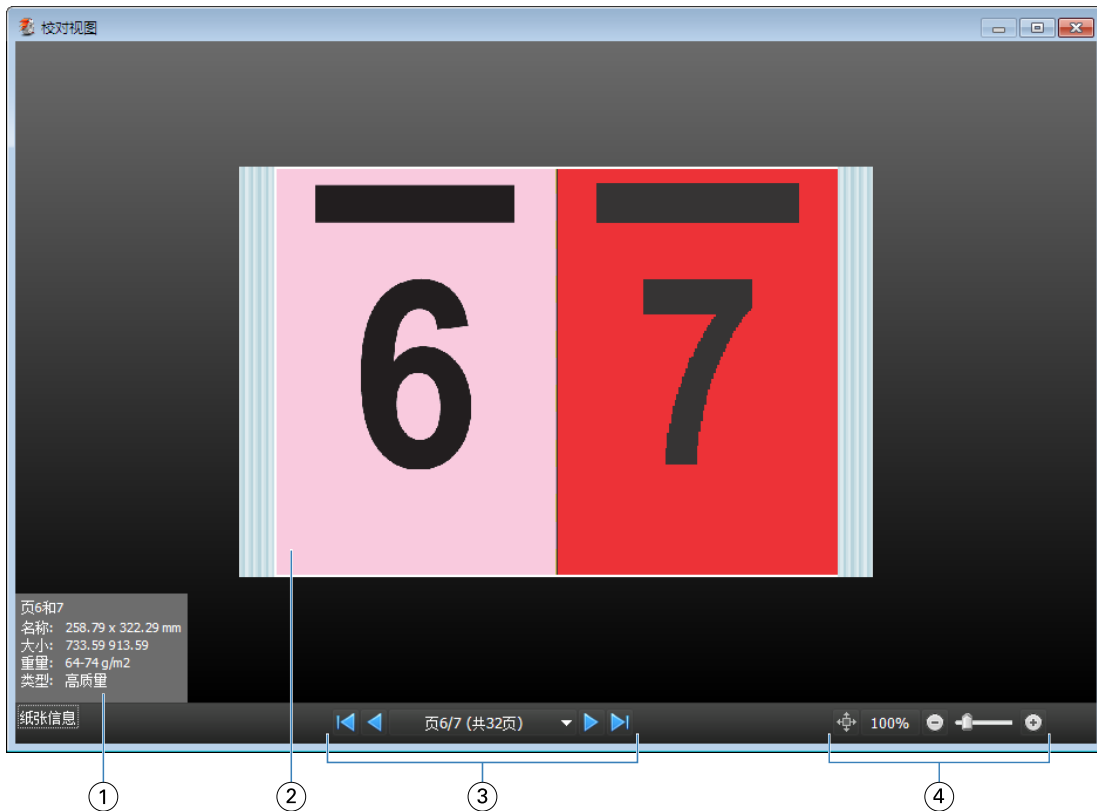 校对视图
6
7
页6和7
名称: 258.79 x 322.29 mm
大小: 733.59 913.59
重量: 64-74 g/m2
类型: 高质量
纸张信息
页6/7 (共32页)
100%
1
2
3
4